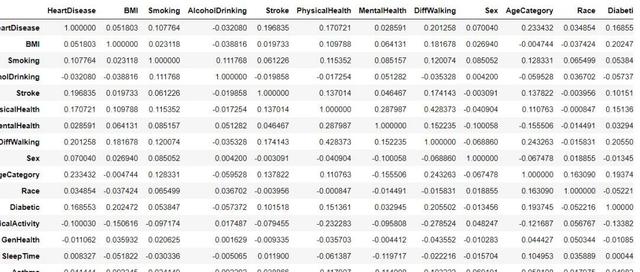 HeartDisease BMI Smoking AlcoholDrinking Stroke PhysicalHealth MentalHealth DiffWalking Sex AgeCategory Race Diabeti
eartDisease 1.000000 0.051803 0.107764 -0.032080 0.196835 0.170721 0.028591 0.201258 0.070040 0.233432 0.034854 0.16855
BMI 0.051803 1.000000 0.023118 -0.038816 0.019733 0.109788 0.064131 0.181678 0.026940 -0.004744 -0.037424 0.20247
Smoking 0.107764 0.023118 1.000000 0.111768 0.061226 0.115352 0.085157 0.120074 0.085052 0.128331 0.065499 0.05384
holDrinking -0.032080 -0.038816 0.111768 1.000000 -0.019858 -0.017254 0.051282 -0.035328 0.004200 -0.059528 0.036702 -0.05737
Stroke 0.196835 0.019733 0.061226 -0.019858 1.000000 0.137014 0.046467 0.174143 -0.003091 0.137822 -0.003956 0.10151
sicalHealth 0.170721 0.109788 0.115352 -0.017254 0.137014 1.000000 0.287987 0.428373 -0.040904 0.110763 -0.000847 0.15136
entalHealth 0.028591 0.064131 0.085157 0.051282 0.046467 0.287987 1.000000 0.152235 -0.100058 -0.155506 -0.014491 0.03294
DiffWalking 0.201258 0.181678 0.120074 -0.035328 0.174143 0.428373 0.152235 1.000000 -0.068860 0.243263 -0.015831 0.20550
Sex 0.070040 0.026940 0.085052 0.004200 -0.003091 -0.040904 -0.100058 -0.068860 1.000000 -0.067478 0.018855 -0.01345
geCategory 0.233432 -0.004744 0.128331 -0.059528 0.137822 0.110763 -0.155506 0.243263 -0.067478 1.000000 0.163090 0.19374
Race 0.034854 -0.037424 0.065499 0.036702 -0.003956 -0.000847 -0.014491 -0.015831 0.018855 0.163090 1.000000 -0.05221
Diabetic 0.168553 0.202472 0.053847 -0.057372 0.101518 0.151361 0.032945 0.205502 -0.013456 0.193745 -0.052216 1.00000
icalActivity -0.100030 -0.150616 -0.097174 0.017487 -0.079455 -0.232283 -0.095808 -0.278524 0.048247 -0.121687 0.056767 -0.13382
GenHealth -0.011062 0.035932 0.020625 0.001629 -0.009335 -0.035703 -0.004412 -0.043552 -0.010283 0.044427 0.050344 -0.01085
SleepTime 0.008327 -0.051822 -0.030336 -0.005065 0.011900 -0.061387 -0.119717 -0.022216 -0.015704 0.104953 0.035889 0.00044